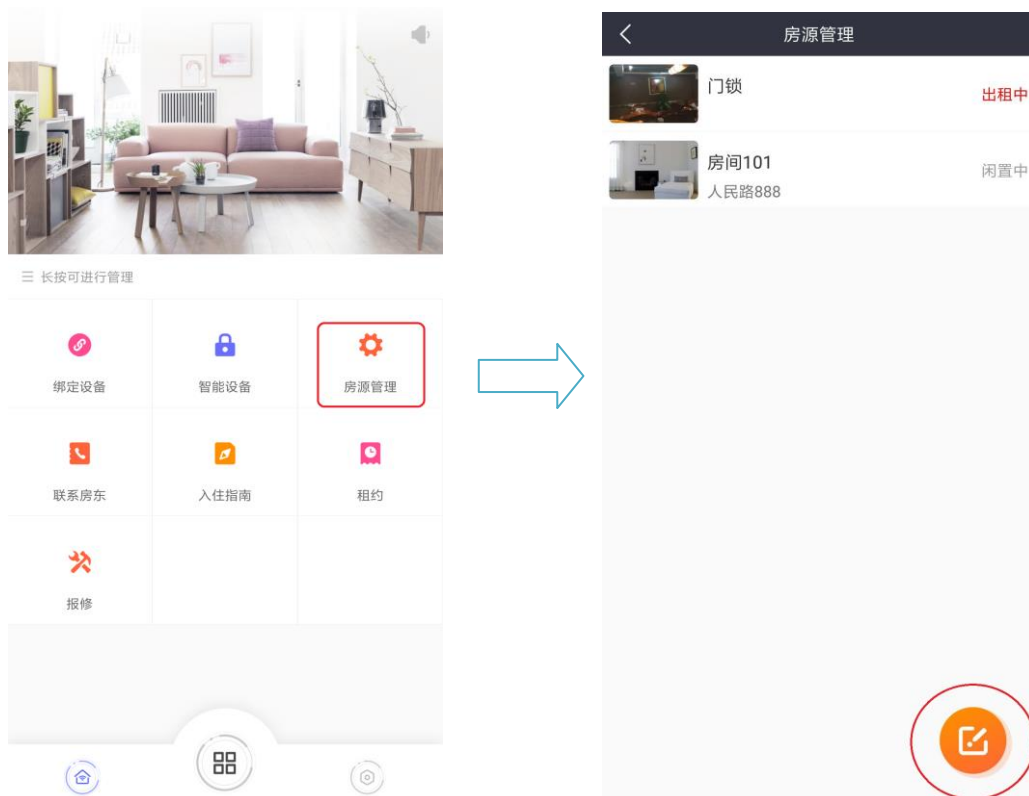 长按可进行管理
绑定设备
智能设备
房源管理
联系房东
入住指南
租约
报修
房源管理
门锁
出租中
房间101
闲置中
人民路888